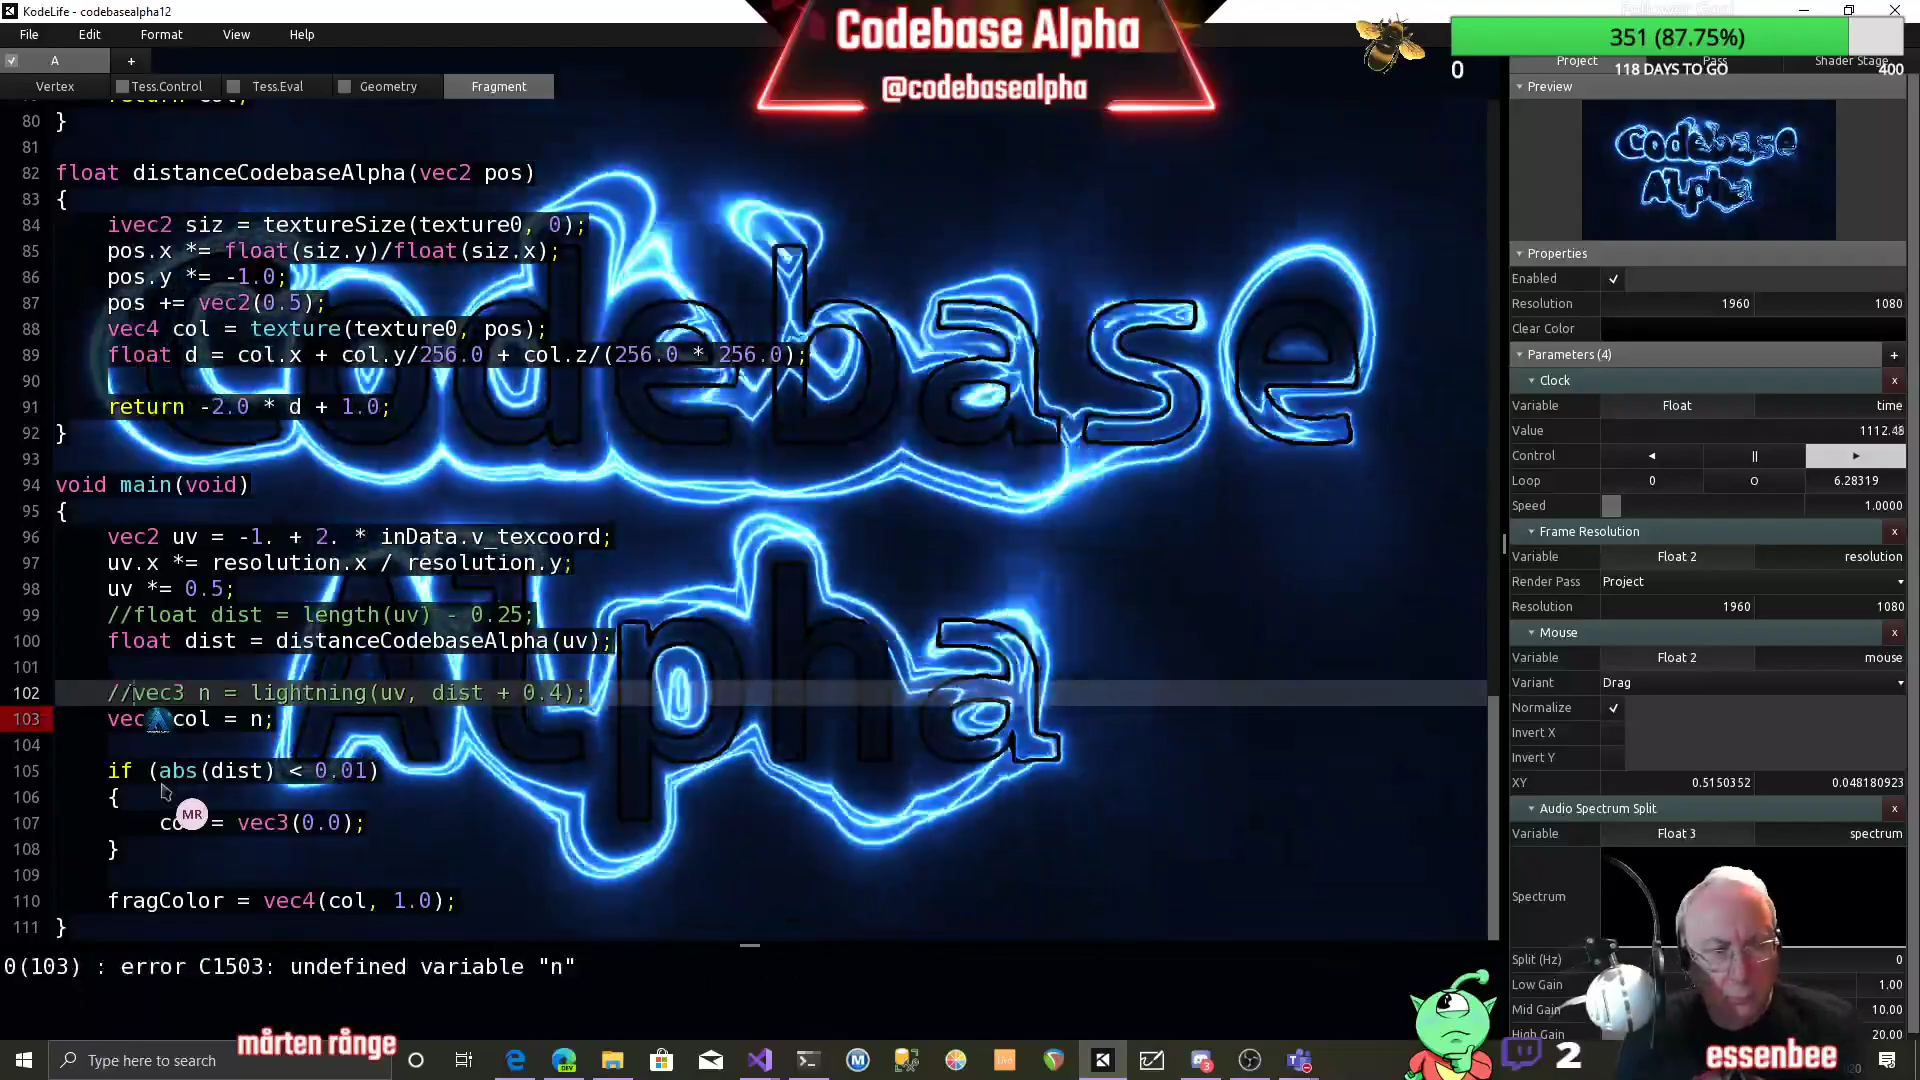 KodeLife - codebasealpha12
File Edit View Help
A +
Vertex Tess.Control Tess.Eval Geometry Fragment
80 }
81
82 float distanceCodebaseAlpha(vec2 pos)
83 {
84 ivec2 siz = textureSize(texture0, 0);
85 pos.x *= float(siz.y)/float(siz.x);
86 pos.y *= -1.0;
87 pos += vec2(0.5);
88 vec4 col = texture(texture0, pos);
89 float d = col.x + col.y/256.0 + col.z/(256.0 * 256.0);
90
91 return -2.0 * d + 1.0;
92 }
93
94 void main(void)
95 {
96 vec2 uv = -1. + 2. * inData.v_texcoord;
97 uv.x *= resolution.x / resolution.y;
98 uv *= 0.5;
99 //float dist = length(uv) - 0.25;
100 float dist = distanceCodebaseAlpha(uv);
101
102 //vec3 n = lightning(uv, dist + 0.4);
103 vec col = n;
104
105 if (abs(dist) < 0.01)
106 {
107 = vec3(0.0);
108 }
109
110 fragColor = vec4(col, 1.0);
111 }
MR
0(103) : error C1503: undefined variable "n"
Codebase
Alpha
Codebase Alpha
@codebasealpha
351 (87.75%)
0 118 DAYS TO GO 400
Project Pass Shader Stage
Preview
Codebase
Alpha
Properties
Enabled
Resolution 1960 1080
Clear Color
Parameters (4) +
Clock x
Variable Float time
Value 1112.48
Control
Loop 0 O 6.28319
Speed 1.0000
Frame Resolution x
Variable Float 2 resolution
Render Pass Project
Resolution 1960 1080
Mouse x
Variable Float 2 mouse
Variant Drag
Normalize
Invert X
Invert Y
XY 0.5150352 0.048180923
Audio Spectrum Split x
Variable Float 3 spectrum
Spectrum
Split (Hz) 0
Low Gain 1.00
Mid Gain 10.00
High Gain 20.00
mårten rånge
essenbee
Type here to search
2